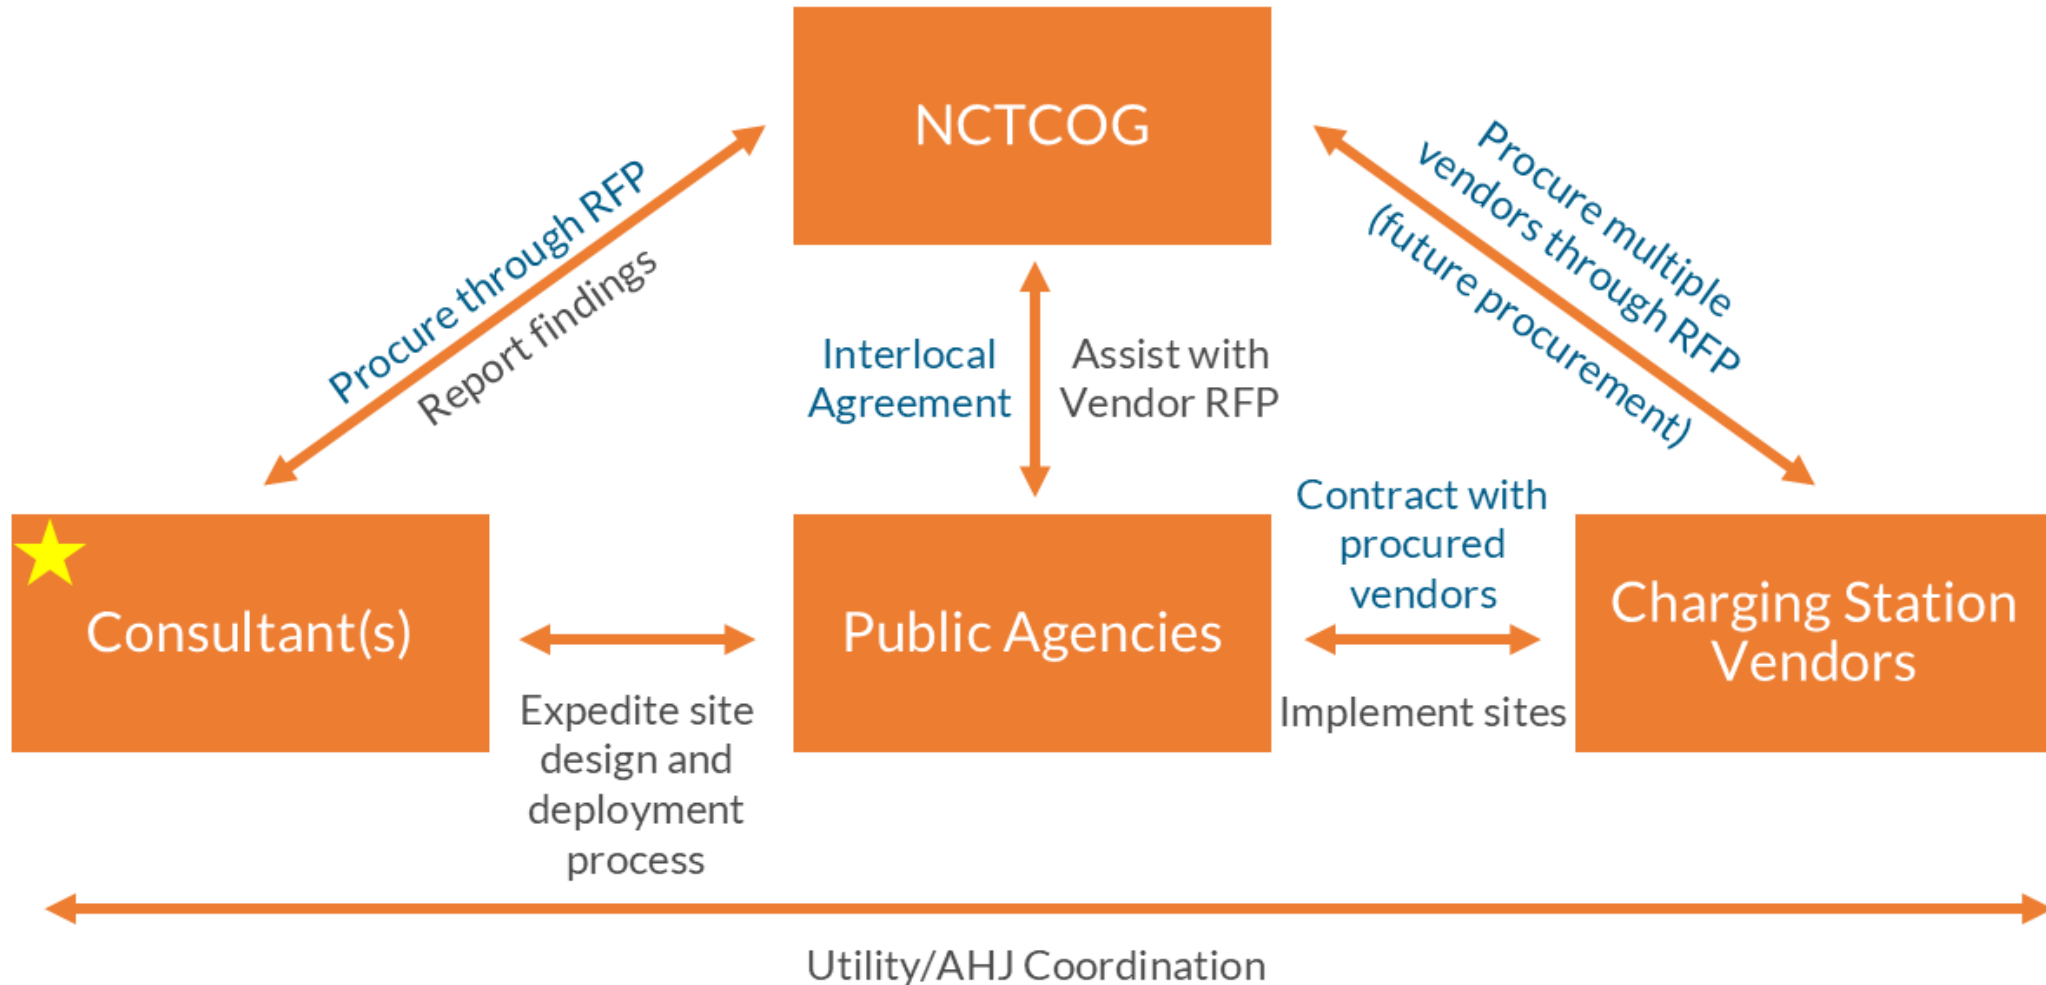 NCTCOG
Procure through RFP
Report findings
Procure multiple
vendors through RFP
(future procurement)
Interlocal
Agreement
Assist with
Vendor RFP
Contract with
procured
vendors
Consultant(s)
Public Agencies
Charging Station
Vendors
Expedite site
design and
deployment
process
Implement sites
Utility/AHJ Coordination